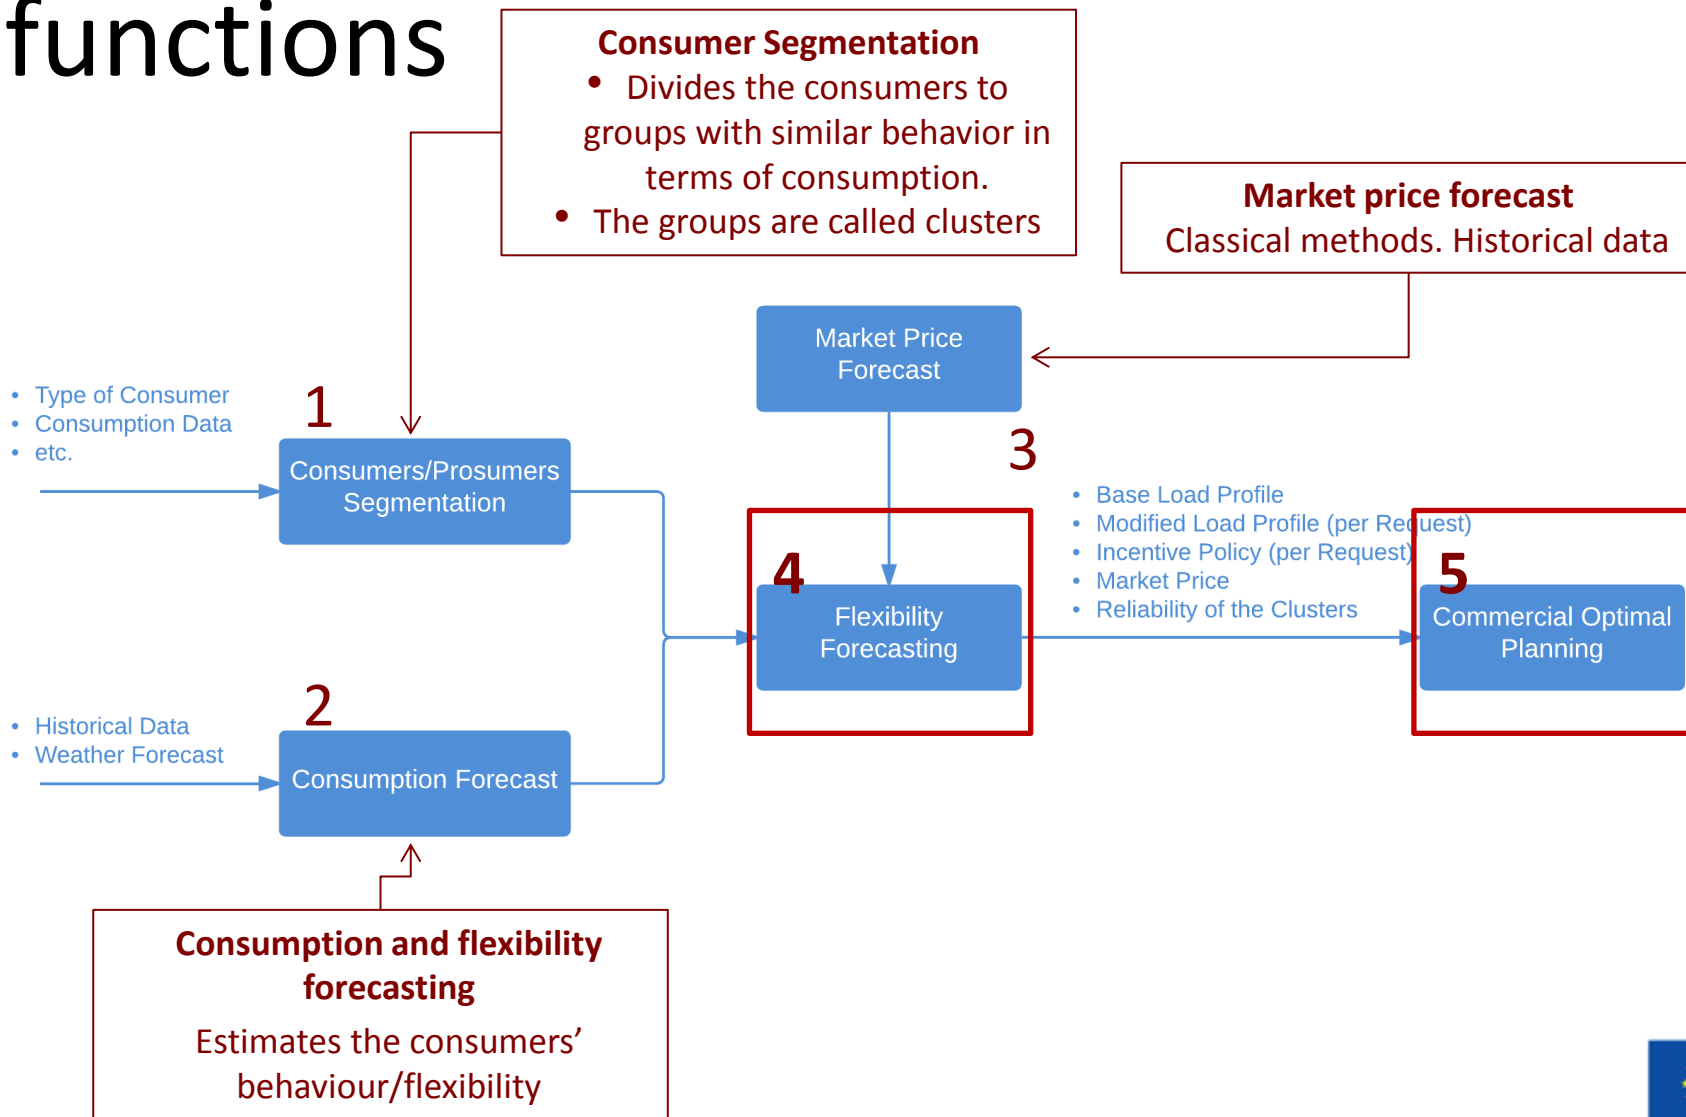 functions
Consumer Segmentation
• Divides the consumers to
groups with similar behavior in
terms of consumption.
• The groups are called clusters
Market price forecast
Classical methods. Historical data
Market Price
Forecast
• Type of Consumer
• Consumption Data
• etc.
1
Consumers/Prosumers
Segmentation
3
• Base Load Profile
• Modified Load Profile (per Request)
• Incentive Policy (per Request)
• Market Price
• Reliability of the Clusters
4
Flexibility
Forecasting
5
Commercial Optimal
Planning
2
• Historical Data
• Weather Forecast
Consumption Forecast
Consumption and flexibility
forecasting
Estimates the consumers’
behaviour/flexibility